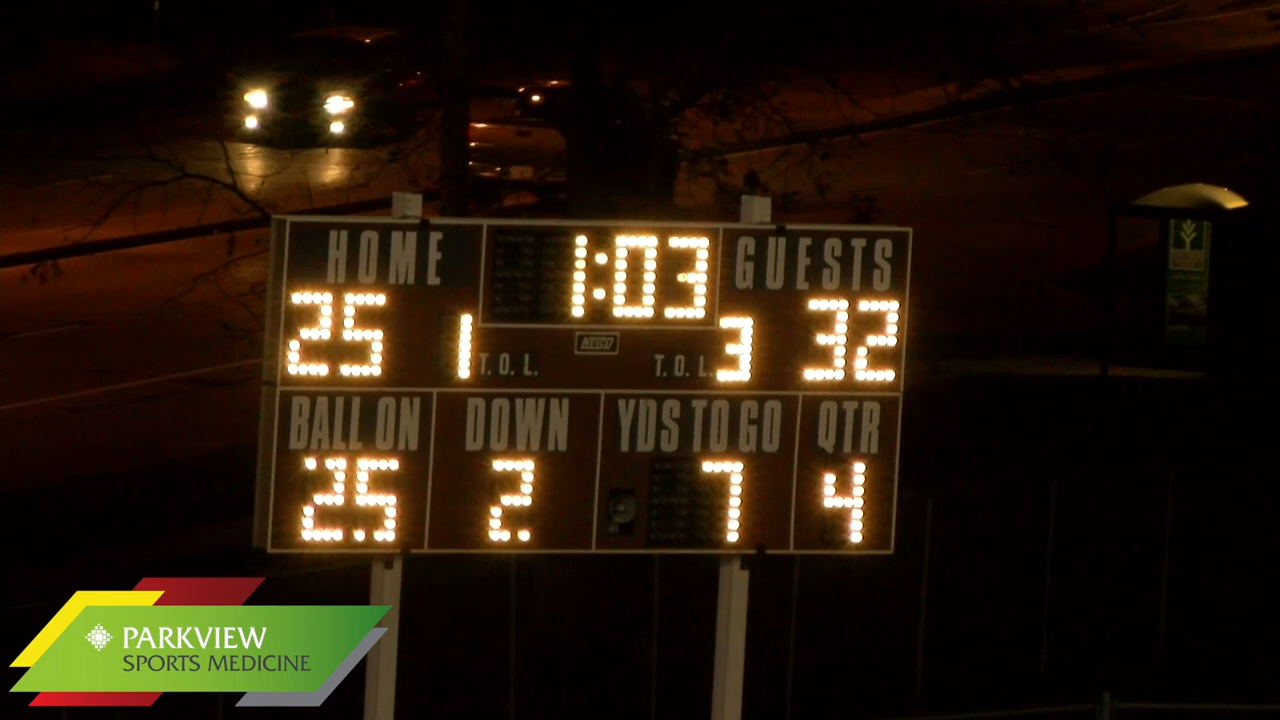 HOME 1:03 GUESTS
25 1 T.O.L. T.O.L. 3 32
BALL ON DOWN YDS TO GO QTR
25 2 7 4
PARKVIEW
SPORTS MEDICINE